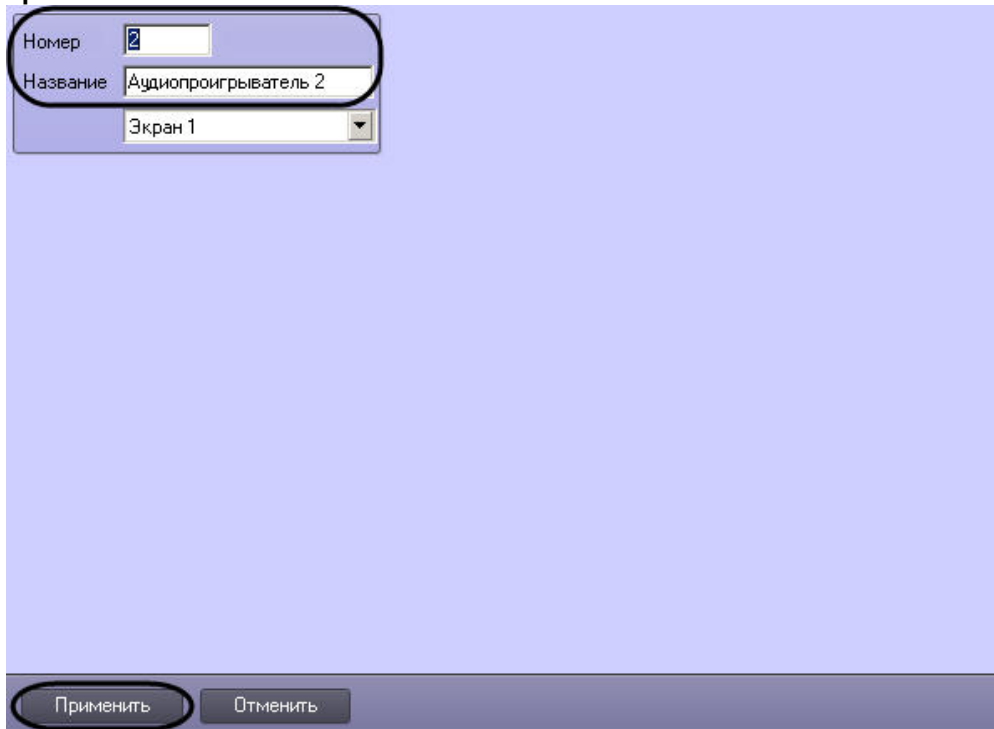 Номер 2
Название Аудиопроигрыватель 2
Экран 1
Применить Отменить